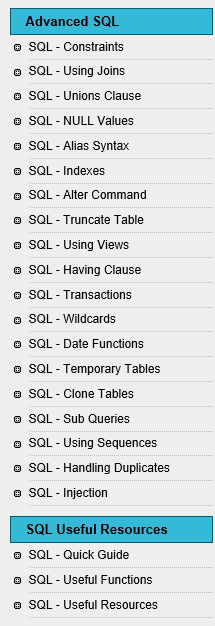 Advanced SQL
SQL - Constraints
SQL - Using Joins
SQL - Unions Clause
SQL - NULL Values
SQL - Alias Syntax
SQL - Indexes
SQL - Alter Command
SQL - Truncate Table
SQL - Using Views
SQL - Having Clause
SQL - Transactions
SQL - Wildcards
SQL - Date Functions
SQL - Temporary Tables
SQL - Clone Tables
SQL - Sub Queries
SQL - Using Sequences
SQL - Handling Duplicates
SQL - Injection
SQL Useful Resources
SQL - Quick Guide
SQL - Useful Functions
SQL - Useful Resources